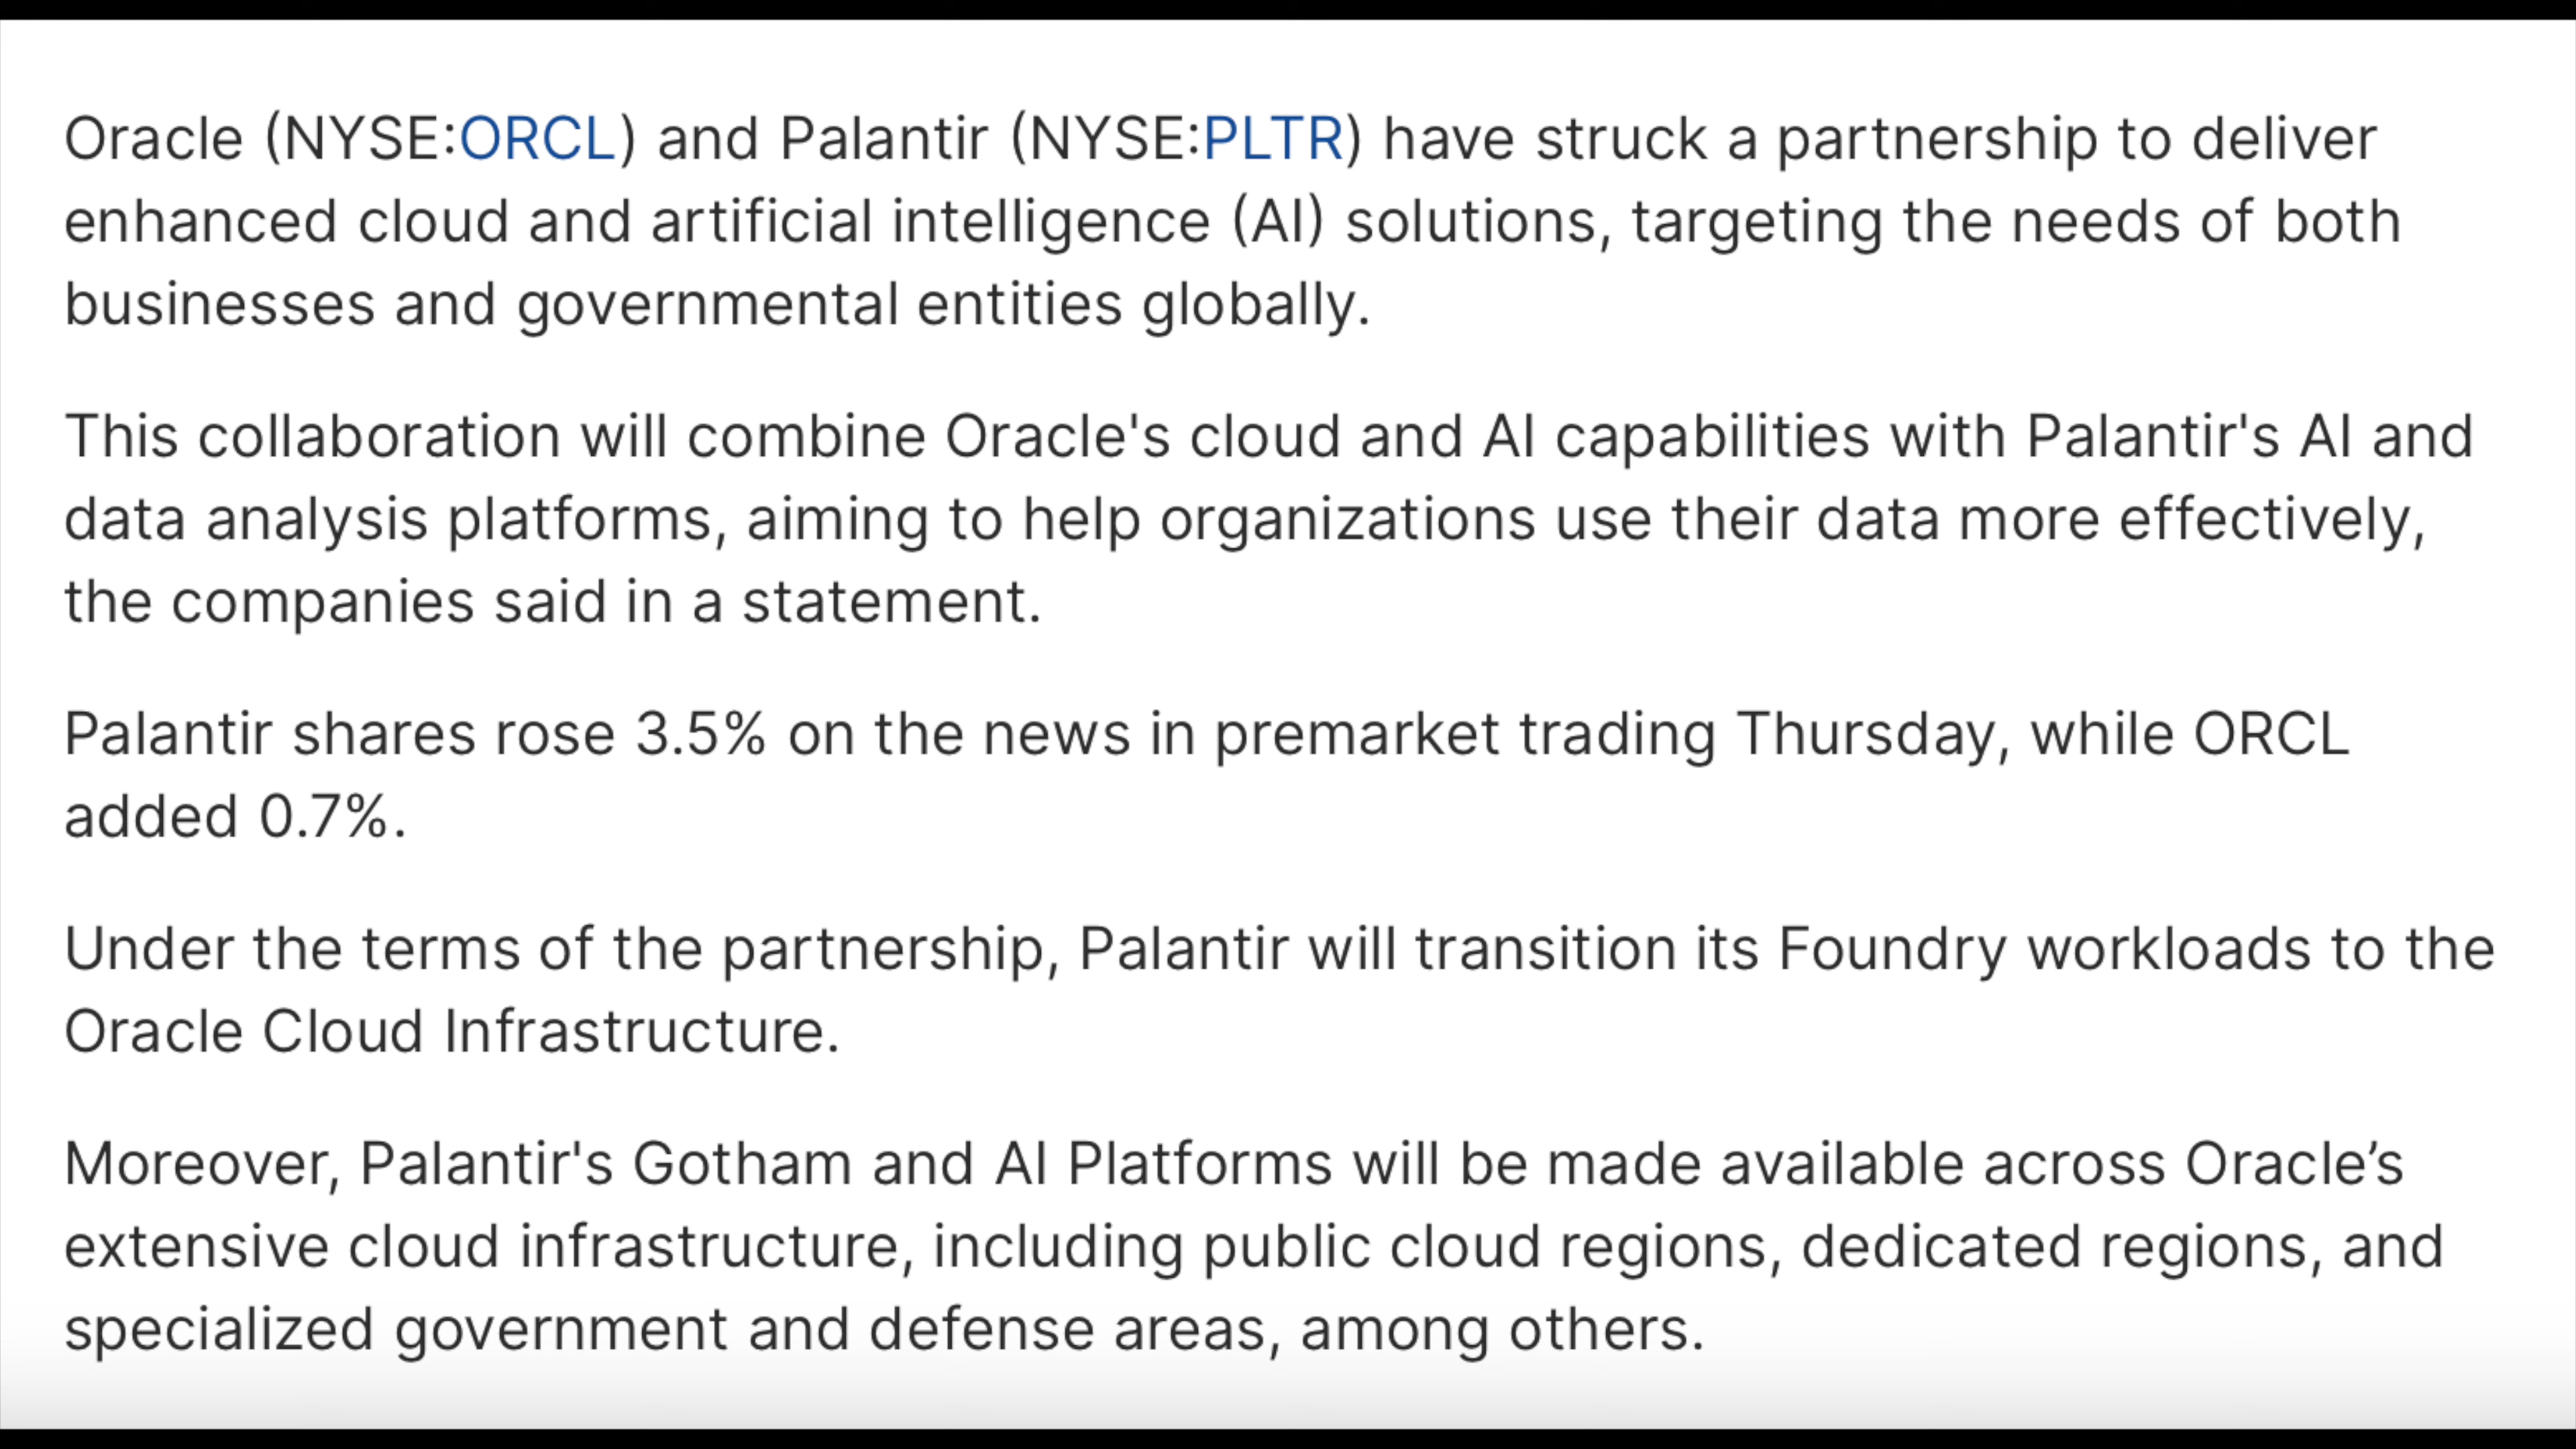 Oracle (NYSE:ORCL) and Palantir (NYSE:PLTR) have struck a partnership to deliver
enhanced cloud and artificial intelligence (AI) solutions, targeting the needs of both
businesses and governmental entities globally.
This collaboration will combine Oracle's cloud and AI capabilities with Palantir's AI and
data analysis platforms, aiming to help organizations use their data more effectively,
the companies said in a statement.
Palantir shares rose 3.5% on the news in premarket trading Thursday, while ORCL
added 0.7%.
Under the terms of the partnership, Palantir will transition its Foundry workloads to the
Oracle Cloud Infrastructure.
Moreover, Palantir's Gotham and AI Platforms will be made available across Oracle’s
extensive cloud infrastructure, including public cloud regions, dedicated regions, and
specialized government and defense areas, among others.